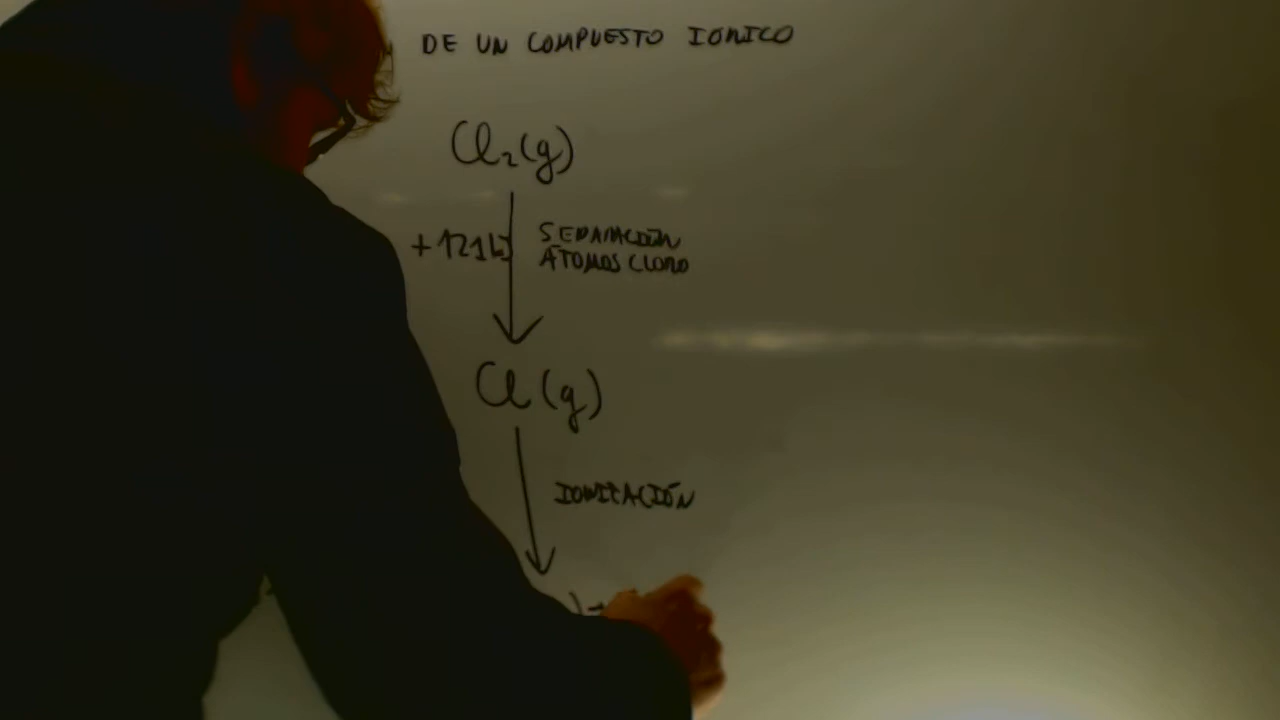 DE UN COMPUESTO IONICO
Cl₂(g)
+121kJ
SEPARACIÓN
ÁTOMOS CLORO
Cl (g)
IONIZACIÓN